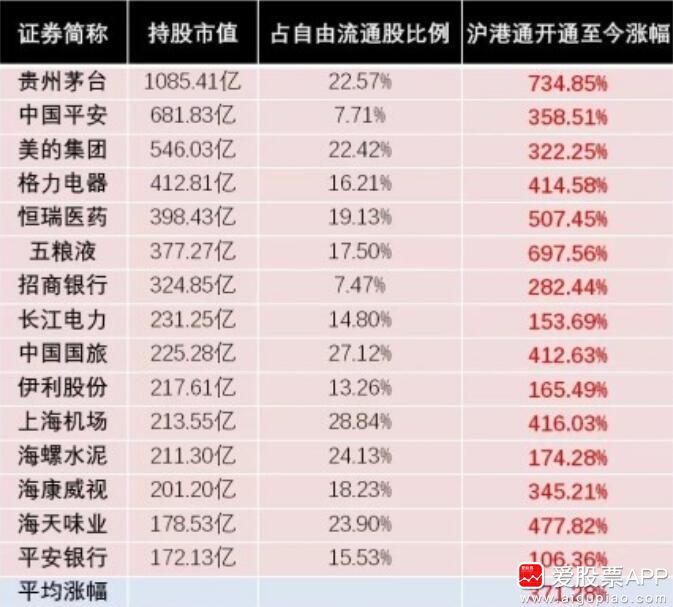 证券简称 持股市值 占自由流通股比例 沪港通开通至今涨幅
贵州茅台 1085.41亿 22.57% 734.85%
中国平安 681.83亿 7.71% 358.51%
美的集团 546.03亿 22.42% 322.25%
格力电器 412.81亿 16.21% 414.58%
恒瑞医药 398.43亿 19.13% 507.45%
五粮液 377.27亿 17.50% 697.56%
招商银行 324.85亿 7.47% 282.44%
长江电力 231.25亿 14.80% 153.69%
中国国旅 225.28亿 27.12% 412.63%
伊利股份 217.61亿 13.26% 165.49%
上海机场 213.55亿 28.84% 416.03%
海螺水泥 211.30亿 24.13% 174.28%
海康威视 201.20亿 18.23% 345.21%
海天味业 178.53亿 23.90% 477.82%
平安银行 172.13亿 15.53% 106.36%
平均涨幅 371.28%
爱股票APP
www.aigupiao.com